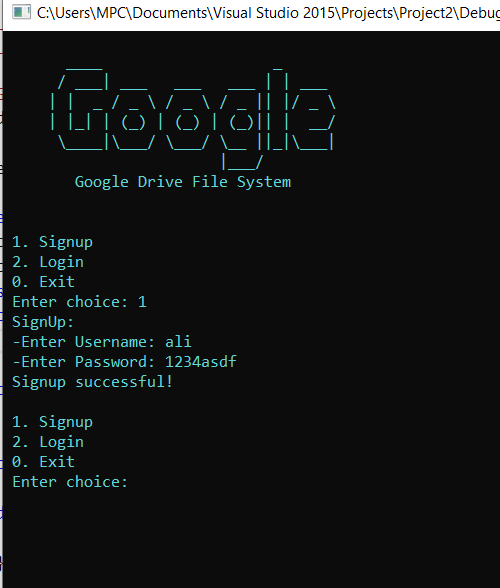 C:\Users\MPC\Documents\Visual Studio 2015\Projects\Project2\Debug
Google
Google Drive File System
1. Signup
2. Login
0. Exit
Enter choice: 1
SignUp:
-Enter Username: ali
-Enter Password: 1234asdf
Signup successful!
1. Signup
2. Login
0. Exit
Enter choice: